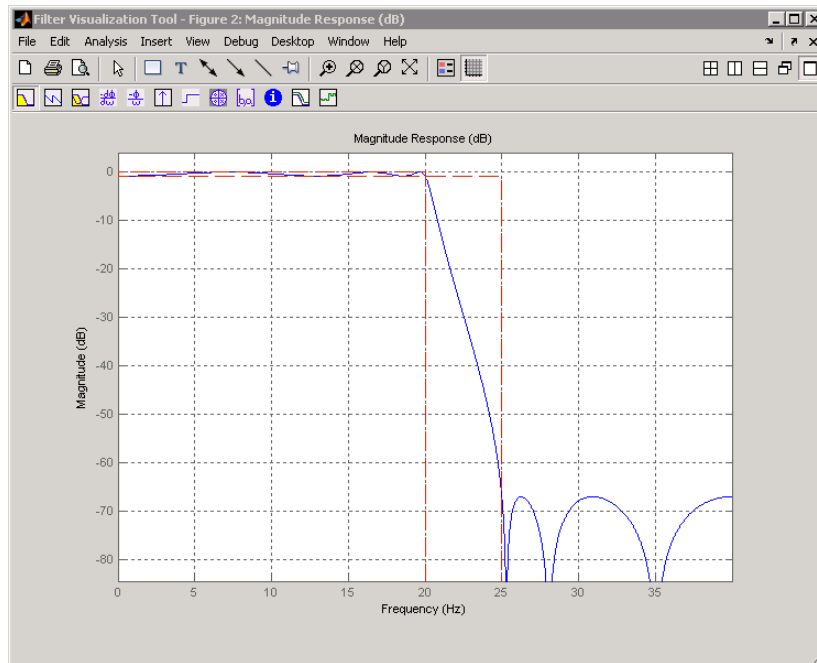 Filter Visualization Tool - Figure 2: Magnitude Response (dB)
File Edit Analysis Insert View Debug Desktop Window Help
Magnitude Response (dB)
0
-10
-20
-30
-40
-50
-60
-70
-80
Magnitude (dB)
0 5 10 15 20 25 30 35
Frequency (Hz)